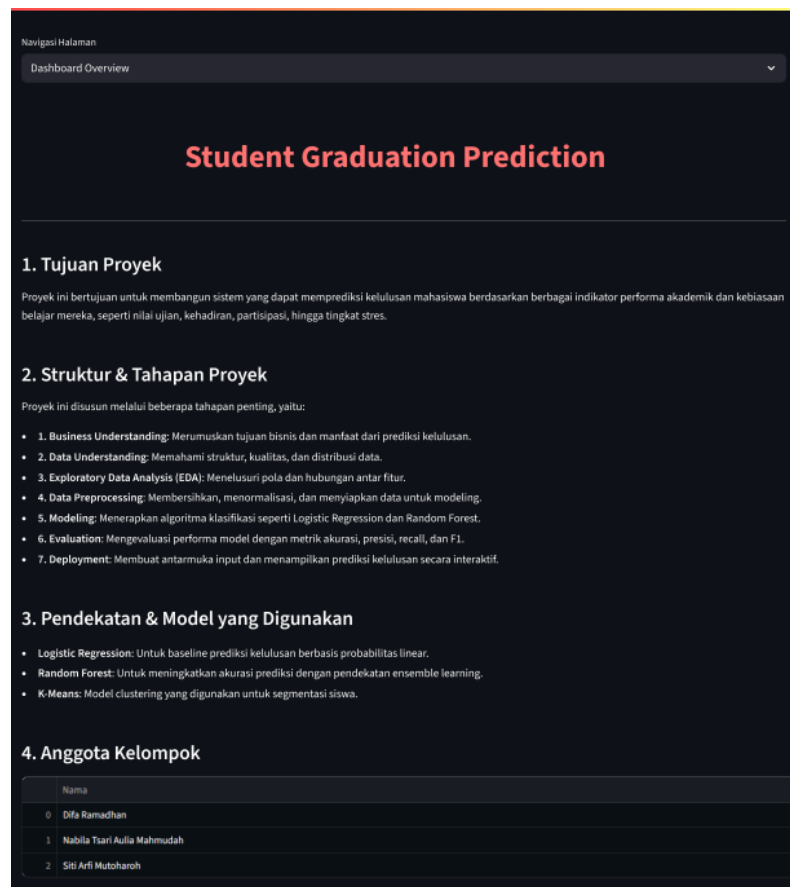 Navigasi Halaman
Dashboard Overview
Student Graduation Prediction
1. Tujuan Proyek
Proyek ini bertujuan untuk membangun sistem yang dapat memprediksi kelulusan mahasiswa berdasarkan berbagai indikator performa akademik dan kebiasaan
belajar mereka, seperti nilai ujian, kehadiran, partisipasi, hingga tingkat stres.
2. Struktur & Tahapan Proyek
Proyek ini disusun melalui beberapa tahapan penting, yaitu:
• 1. Business Understanding: Merumuskan tujuan bisnis dan manfaat dari prediksi kelulusan.
• 2. Data Understanding: Memahami struktur, kualitas, dan distribusi data.
• 3. Exploratory Data Analysis (EDA): Menelusuri pola dan hubungan antar fitur.
• 4. Data Preprocessing: Membersihkan, menormalisasi, dan menyiapkan data untuk modeling.
• 5. Modeling: Menerapkan algoritma klasifikasi seperti Logistic Regression dan Random Forest.
• 6. Evaluation: Mengevaluasi performa model dengan metrik akurasi, presisi, recall, dan F1.
• 7. Deployment: Membuat antarmuka input dan menampilkan prediksi kelulusan secara interaktif.
3. Pendekatan & Model yang Digunakan
• Logistic Regression: Untuk baseline prediksi kelulusan berbasis probabilitas linear.
• Random Forest: Untuk meningkatkan akurasi prediksi dengan pendekatan ensemble learning.
• K-Means: Model clustering yang digunakan untuk segmentasi siswa.
4. Anggota Kelompok
Nama
0 Difa Ramadhan
1 Nabila Tsari Aulia Mahmudah
2 Siti Arfi Mutoharoh